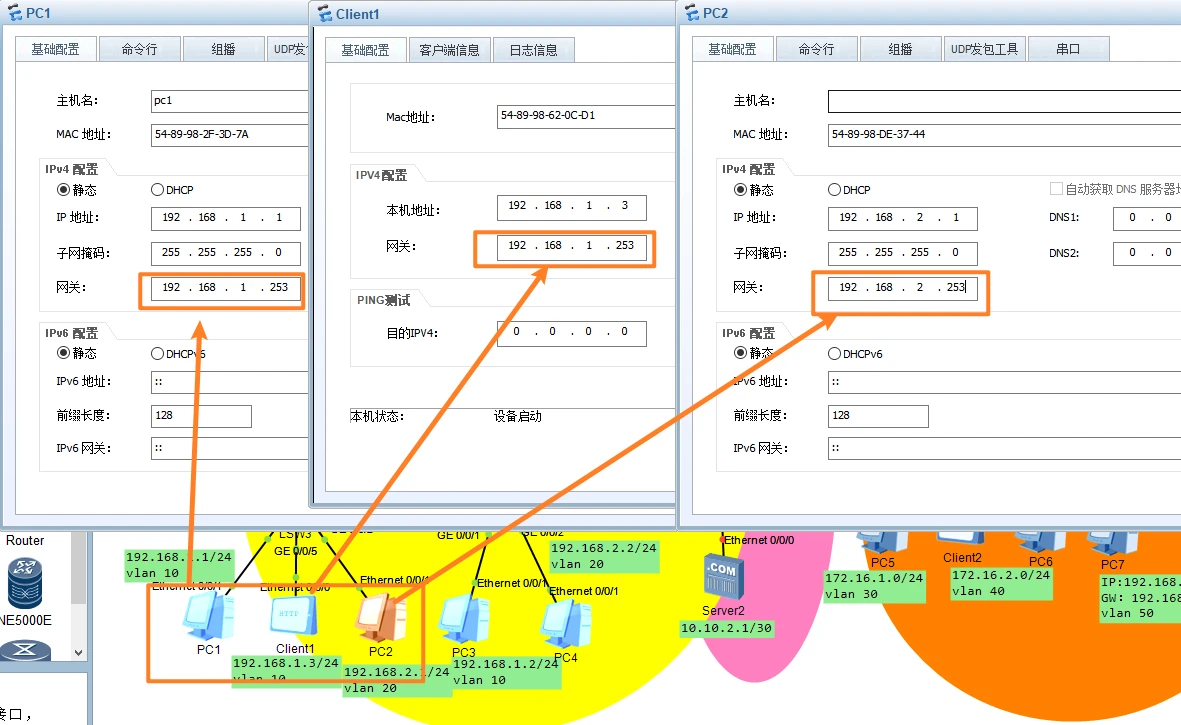 PC1
基础配置
命令行
组播
UDP发
主机名：
pc1
MAC 地址：
54-89-98-2F-3D-7A
IPv4 配置
静态
DHCP
IP 地址：
192 . 168 . 1 . 1
子网掩码：
255 . 255 . 255 . 0
网关：
192 . 168 . 1 . 253
IPv6 配置
静态
DHCPv6
IPv6 地址：
::
前缀长度：
128
IPv6 网关：
::
Client1
基础配置
客户端信息
日志信息
Mac地址：
54-89-98-62-0C-D1
IPV4配置
本机地址：
192 . 168 . 1 . 3
网关：
192 . 168 . 1 . 253
PING测试
目的IPV4：
0 . 0 . 0 . 0
本机状态：
设备启动
PC2
基础配置
命令行
组播
UDP发包工具
串口
主机名：
MAC 地址：
54-89-98-DE-37-44
IPv4 配置
静态
DHCP
自动获取 DNS 服务器
IP 地址：
192 . 168 . 2 . 1
DNS1:
0 . 0
子网掩码：
255 . 255 . 255 . 0
DNS2:
0 . 0
网关：
192 . 168 . 2 . 253
IPv6 配置
静态
DHCPv6
IPv6 地址：
::
前缀长度：
128
IPv6 网关：
::
Router
NE5000E
接口，
LSW3
GE 0/0/5
GE 0/0/1
GE 0/0/2
Ethernet 0/0/0
192.168.1.1/24
vlan 10
Ethernet 0/0/1
Ethernet 0/0/0
Ethernet 0/0/1
Ethernet 0/0/1
Ethernet 0/0/1
192.168.2.2/24
vlan 20
HTTP
.COM
PC1
Client1
PC2
PC3
PC4
Server2
10.10.2.1/30
192.168.1.3/24
vlan 10
192.168.2.1/24
vlan 20
192.168.1.2/24
vlan 10
PC5
172.16.1.0/24
vlan 30
Client2
172.16.2.0/24
vlan 40
PC6
PC7
IP:192.168.
GW: 192.168
vlan 50